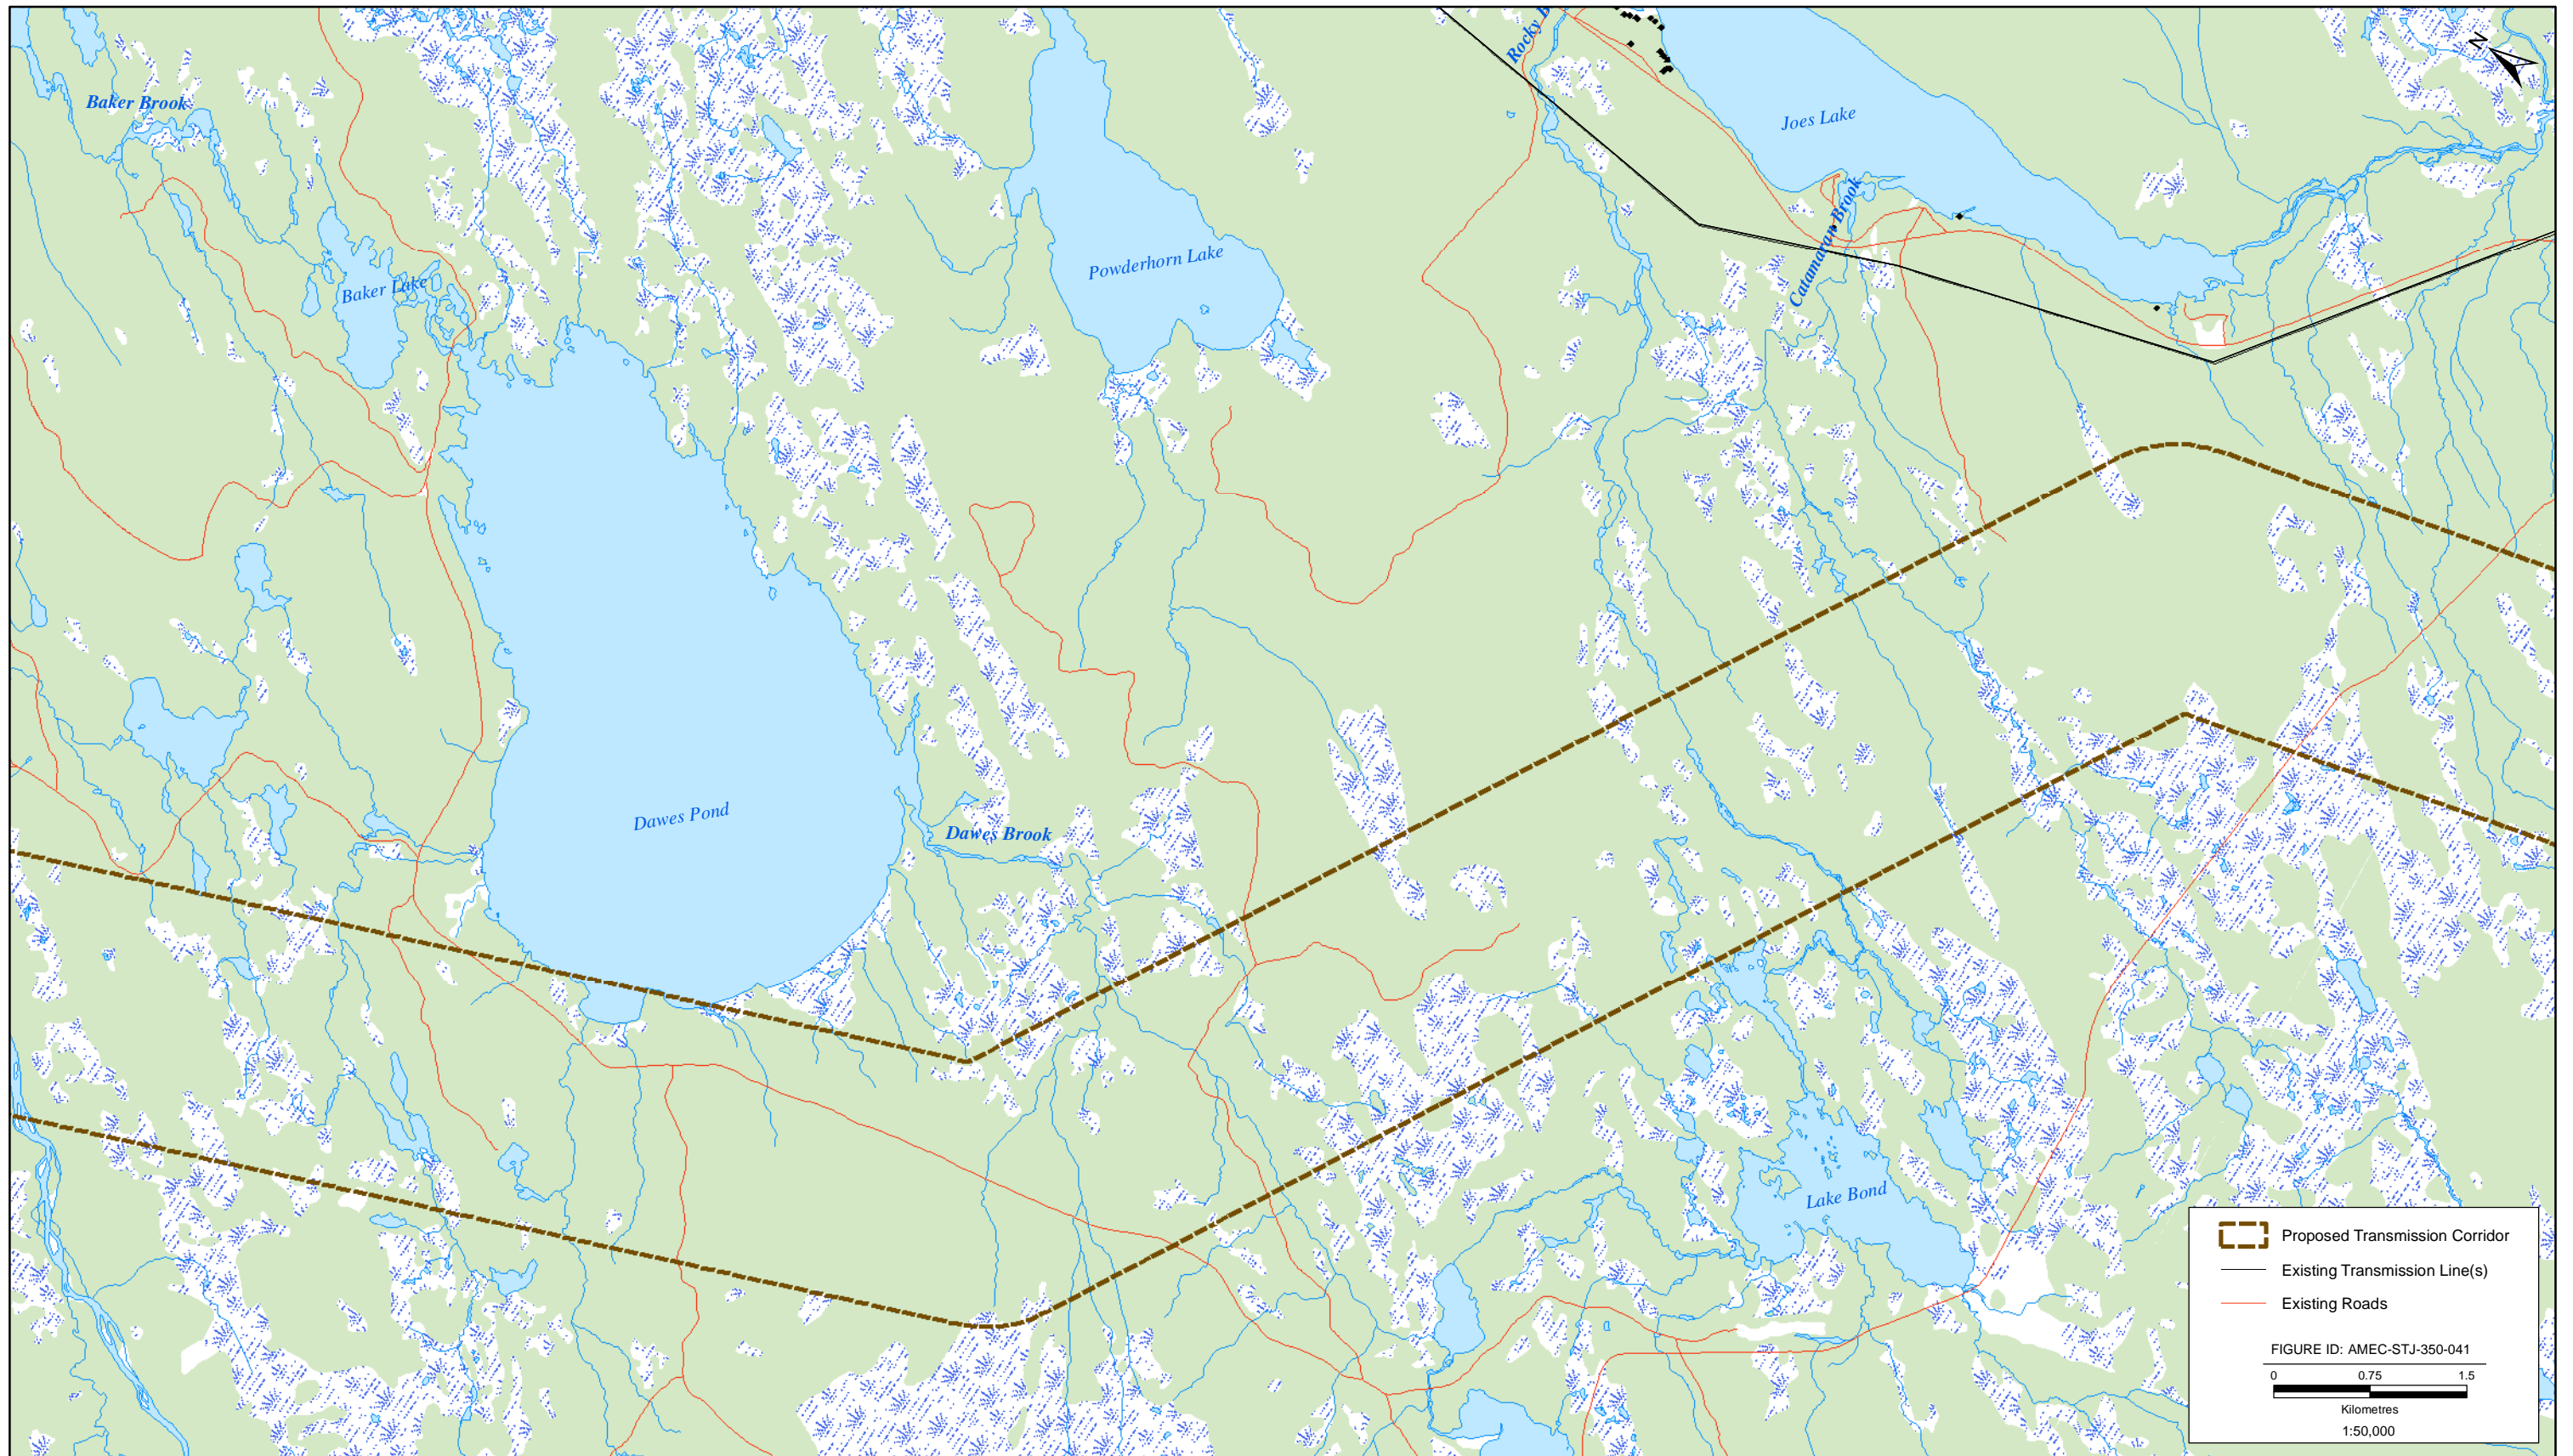 Rocky B
N
Baker Brook
Joes Lake
Catamaran Brook
Powderhorn Lake
Baker Lake
Dawes Pond
Dawes Brook
Lake Bond
Proposed Transmission Corridor
Existing Transmission Line(s)
Existing Roads
FIGURE ID: AMEC-STJ-350-041
0 0.75 1.5
Kilometres
1:50,000